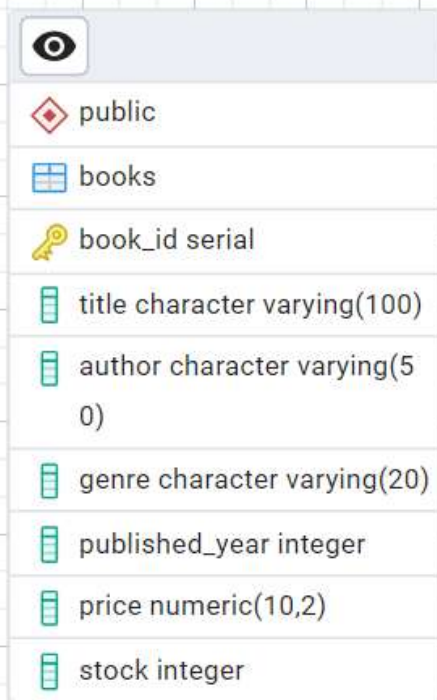 public
books
book_id serial
title character varying(100)
author character varying(5
0)
genre character varying(20)
published_year integer
price numeric(10,2)
stock integer